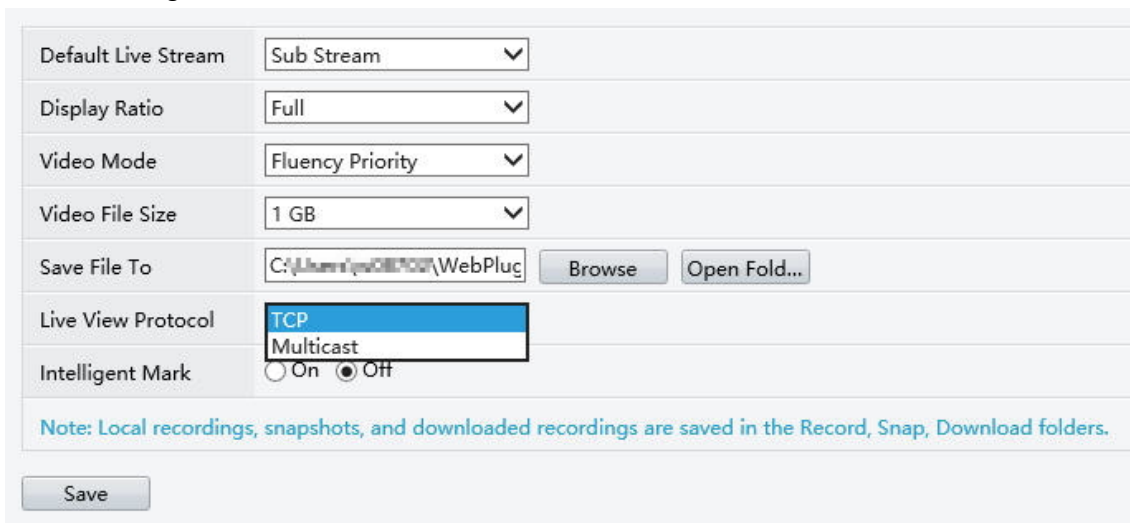 Default Live Stream Sub Stream
Display Ratio Full
Video Mode Fluency Priority
Video File Size 1 GB
Save File To C:\ \WebPlug Browse Open Fold...
Live View Protocol TCP
Multicast
Intelligent Mark On Off
Note: Local recordings, snapshots, and downloaded recordings are saved in the Record, Snap, Download folders.
Save